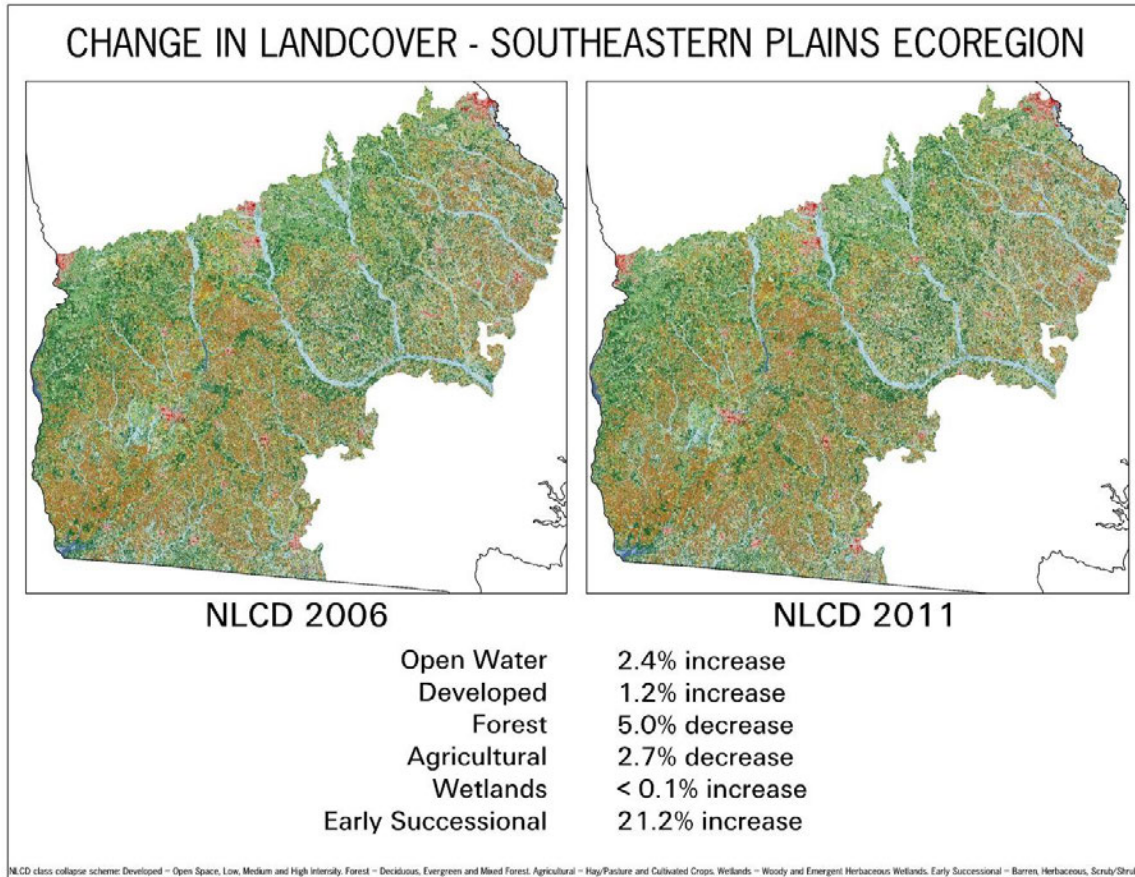 CHANGE IN LANDCOVER - SOUTHEASTERN PLAINS ECOREGION
NLCD 2006
NLCD 2011
Open Water 2.4% increase
Developed 1.2% increase
Forest 5.0% decrease
Agricultural 2.7% decrease
Wetlands < 0.1% increase
Early Successional 21.2% increase
NLCD class collapse scheme: Developed = Open Space, Low, Medium and High Intensity. Forest = Deciduous, Evergreen and Mixed Forest. Agricultural = Hay/Pasture and Cultivated Crops. Wetlands = Woody and Emergent Herbaceous Wetlands. Early Successional = Barren, Herbaceous, Scrub/Shru